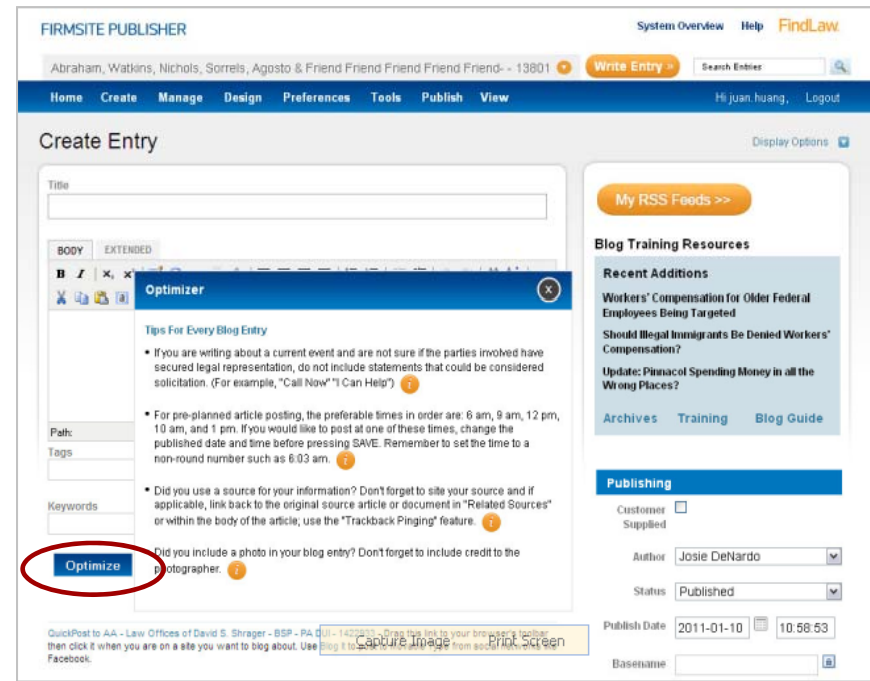 FIRMSITE PUBLISHER
System Overview Help FindLaw.
Abraham, Watkins, Nichols, Sorrels, Agosto & Friend Friend Friend Friend Friend- - 13801
Write Entry »
Search Entries
Home Create Manage Design Preferences Tools Publish View
Hi juan.huang, Logout
Create Entry
Display Options
Title
BODY EXTENDED
B I
Optimizer
Tips For Every Blog Entry
• If you are writing about a current event and are not sure if the parties involved have
secured legal representation, do not include statements that could be considered
solicitation. (For example, "Call Now" "I Can Help")
• For pre-planned article posting, the preferable times in order are: 6 am, 9 am, 12 pm,
10 am, and 1 pm. If you would like to post at one of these times, change the
published date and time before pressing SAVE. Remember to set the time to a
non-round number such as 6:03 am.
• Did you use a source for your information? Don't forget to site your source and if
applicable, link back to the original source article or document in "Related Sources"
or within the body of the article; use the "Trackback Pinging" feature.
Did you include a photo in your blog entry? Don't forget to include credit to the
photographer.
Path:
Tags
Keywords
Optimize
QuickPost to AA - Law Offices of David S. Shrager - BSP - PA DUI - Drag this link to your browser's toolbar
then click it when you are on a site you want to blog about. Use Blog it to from social networks like
Facebook.
Capture Image Print Screen
My RSS Feeds >>
Blog Training Resources
Recent Additions
Workers' Compensation for Older Federal
Employees Being Targeted
Should Illegal Immigrants Be Denied Workers'
Compensation?
Update: Pinnacol Spending Money in all the
Wrong Places?
Archives Training Blog Guide
Publishing
Customer
Supplied
Author Josie DeNardo
Status Published
Publish Date 2011-01-10 10:58:53
Basename